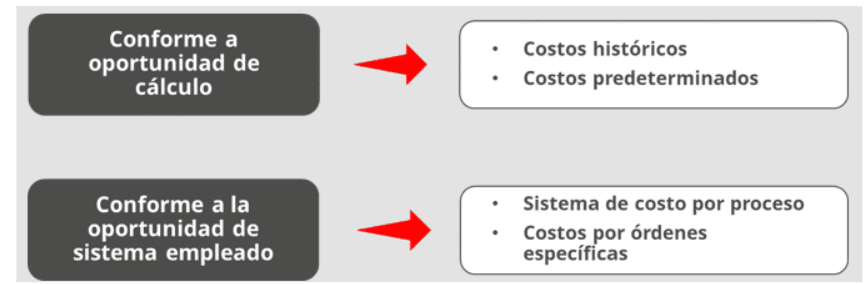 Conforme a
oportunidad de
cálculo
• Costos históricos
• Costos predeterminados
Conforme a la
oportunidad de
sistema empleado
• Sistema de costo por proceso
• Costos por órdenes
específicas